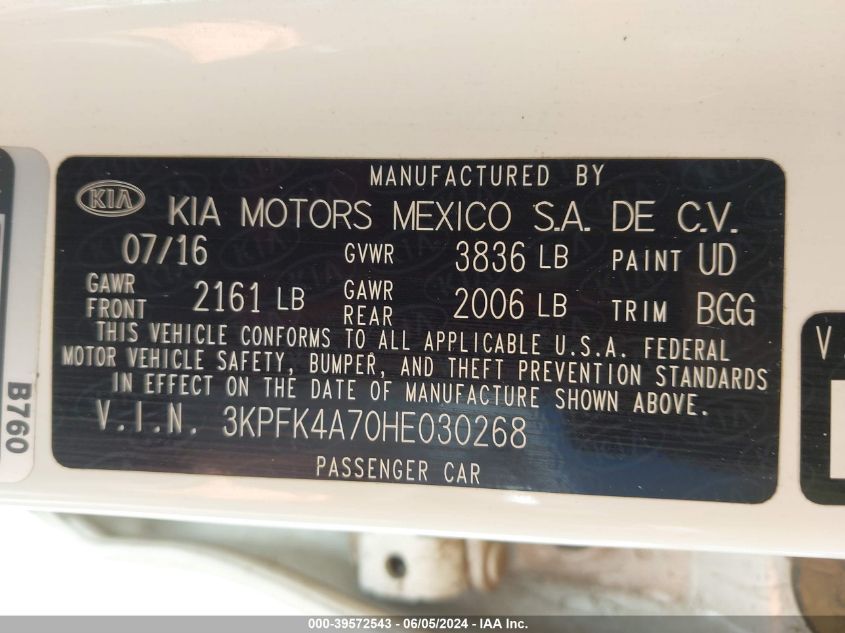 MANUFACTURED BY
KIA KIA MOTORS MEXICO S.A. DE C.V.
07/16 GVWR 3836 LB PAINT UD
GAWR FRONT 2161 LB GAWR REAR 2006 LB TRIM BGG
THIS VEHICLE CONFORMS TO ALL APPLICABLE U.S.A. FEDERAL
MOTOR VEHICLE SAFETY, BUMPER, AND THEFT PREVENTION STANDARDS
IN EFFECT ON THE DATE OF MANUFACTURE SHOWN ABOVE.
V.I.N. 3KPFK4A70HE030268
PASSENGER CAR
B760
V
000-39572543 - 06/05/2024 - IAA Inc.